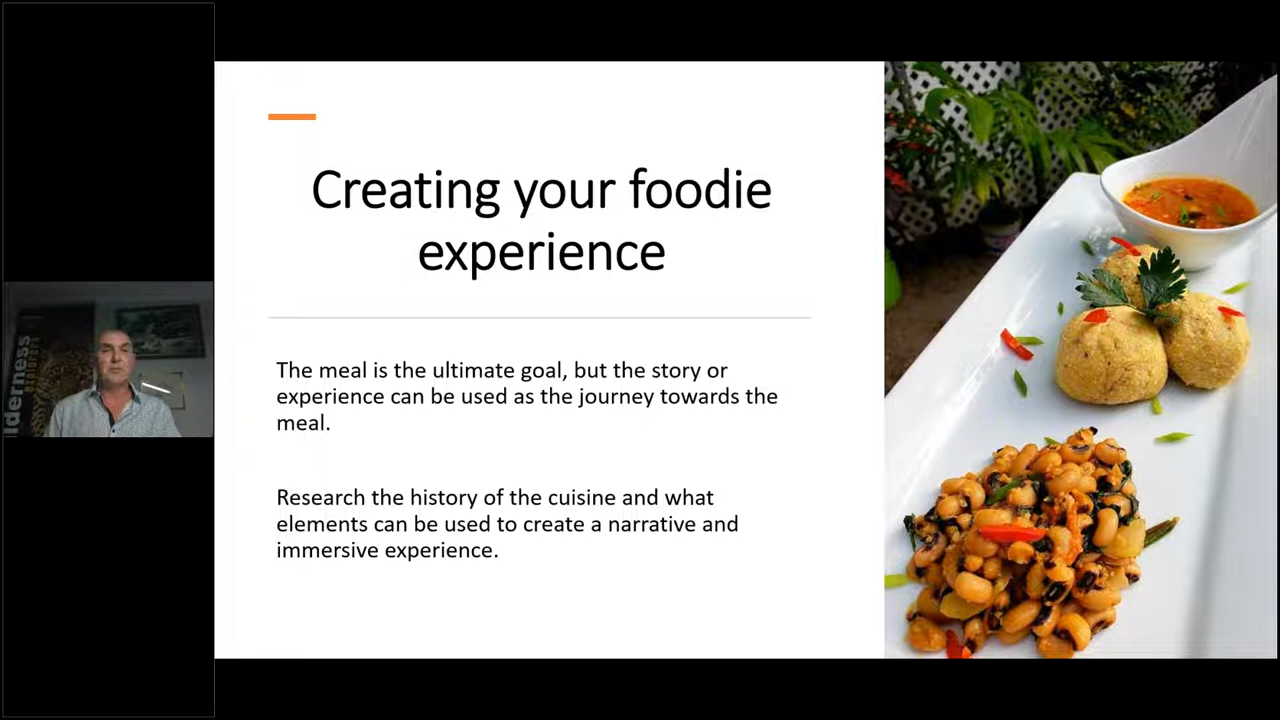 Creating your foodie
experience
The meal is the ultimate goal, but the story or
experience can be used as the journey towards the
meal.
Research the history of the cuisine and what
elements can be used to create a narrative and
immersive experience.
lderness
explorers